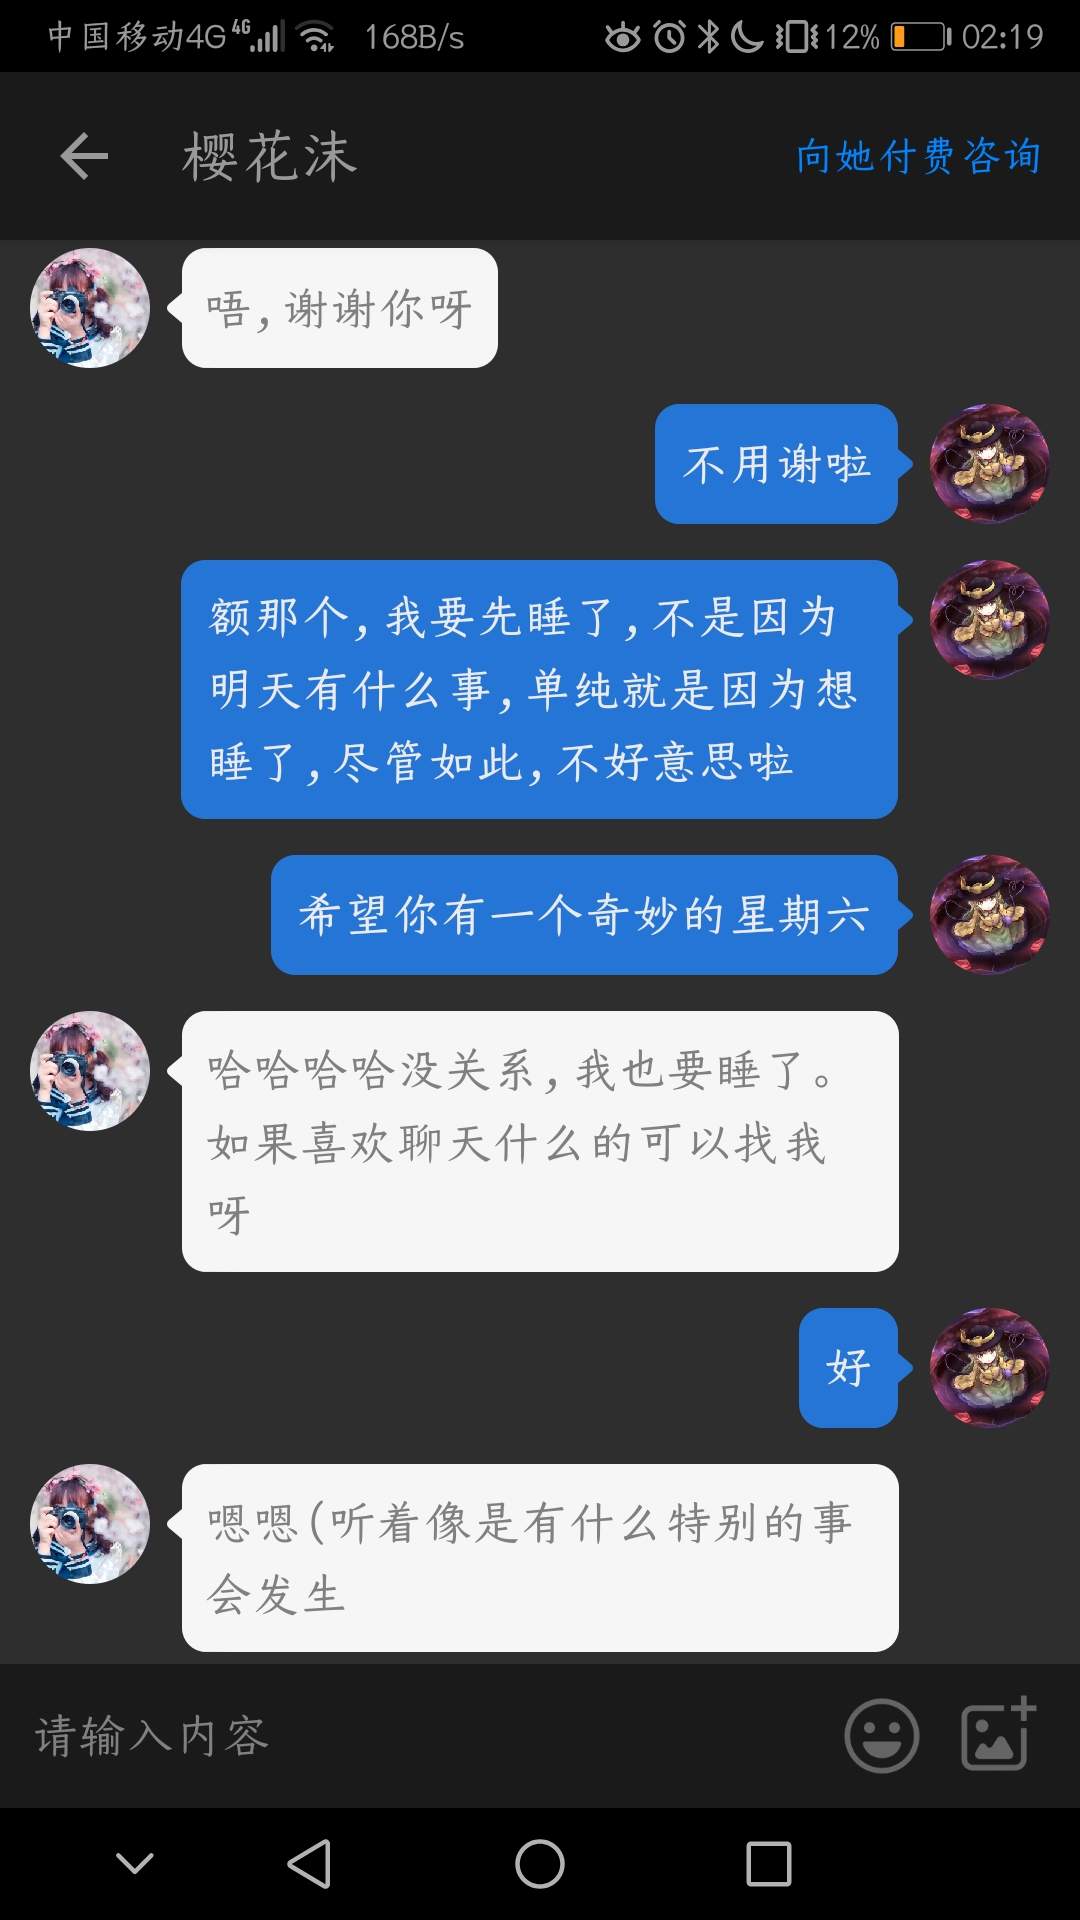 中国移动4G 4G 168B/s 12% 02:19
樱花沫 向她付费咨询
唔,谢谢你呀
不用谢啦
额那个,我要先睡了,不是因为
明天有什么事,单纯就是因为想
睡了,尽管如此,不好意思啦
希望你有一个奇妙的星期六
哈哈哈哈没关系,我也要睡了。
如果喜欢聊天什么的可以找我
呀
好
嗯嗯(听着像是有什么特别的事
会发生
请输入内容